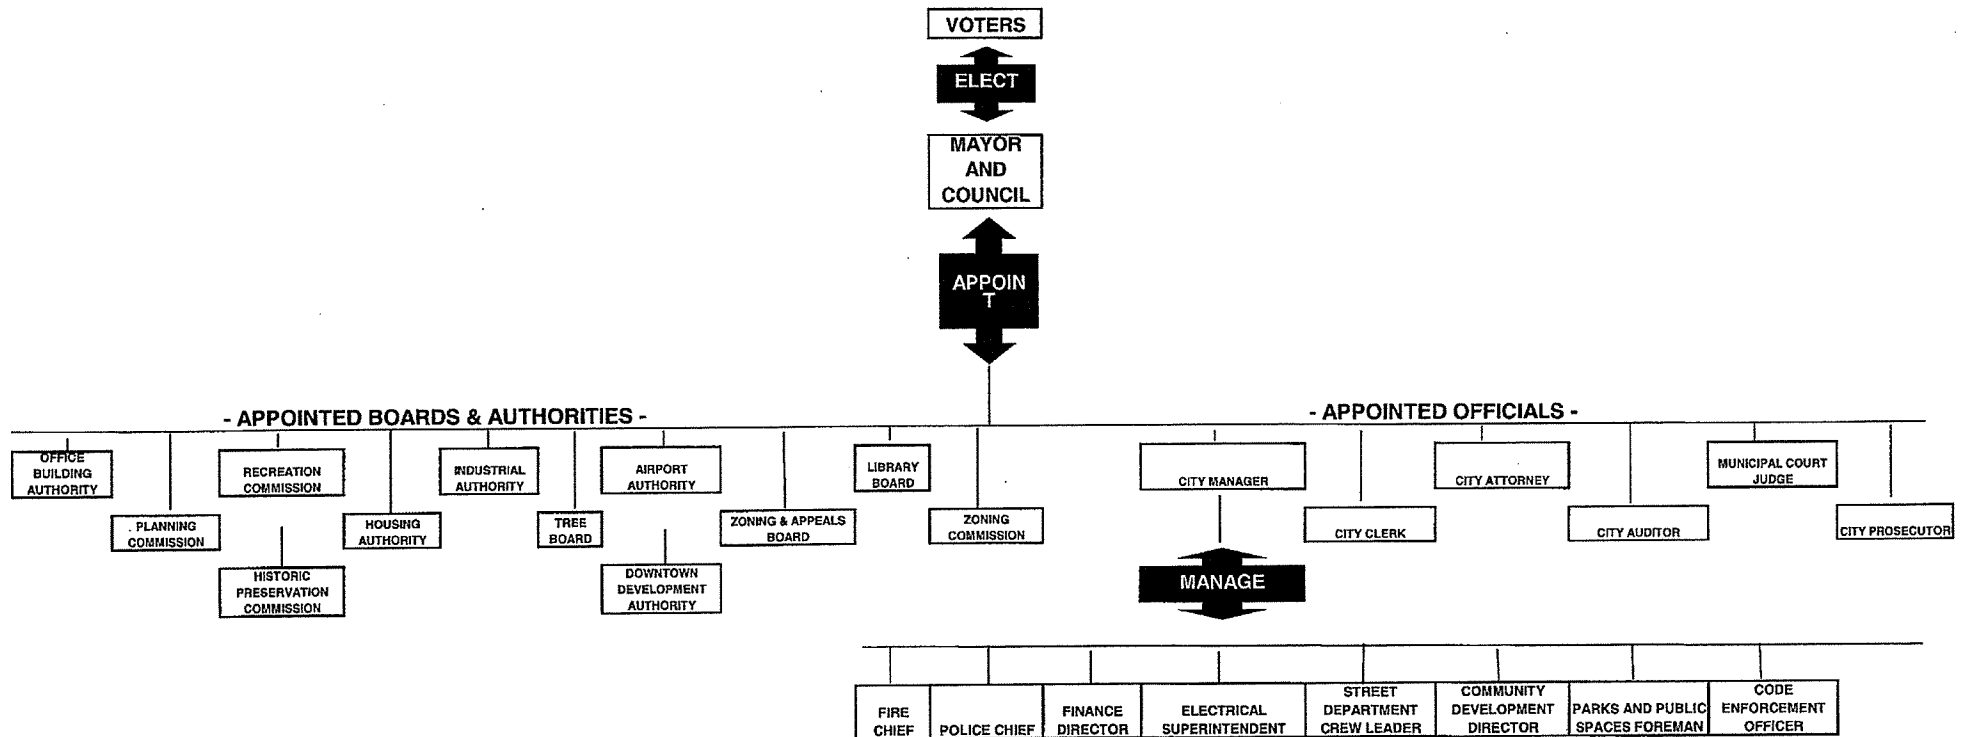 VOTERS
ELECT
MAYOR
AND
COUNCIL
APPOIN
T
- APPOINTED BOARDS & AUTHORITIES -
- APPOINTED OFFICIALS -
OFFICE
BUILDING
AUTHORITY
PLANNING
COMMISSION
RECREATION
COMMISSION
HISTORIC
PRESERVATION
COMMISSION
HOUSING
AUTHORITY
INDUSTRIAL
AUTHORITY
TREE
BOARD
AIRPORT
AUTHORITY
DOWNTOWN
DEVELOPMENT
AUTHORITY
ZONING & APPEALS
BOARD
LIBRARY
BOARD
ZONING
COMMISSION
CITY MANAGER
CITY CLERK
CITY ATTORNEY
CITY AUDITOR
MUNICIPAL COURT
JUDGE
CITY PROSECUTOR
MANAGE
FIRE
CHIEF
POLICE CHIEF
FINANCE
DIRECTOR
ELECTRICAL
SUPERINTENDENT
STREET
DEPARTMENT
CREW LEADER
COMMUNITY
DEVELOPMENT
DIRECTOR
PARKS AND PUBLIC
SPACES FOREMAN
CODE
ENFORCEMENT
OFFICER